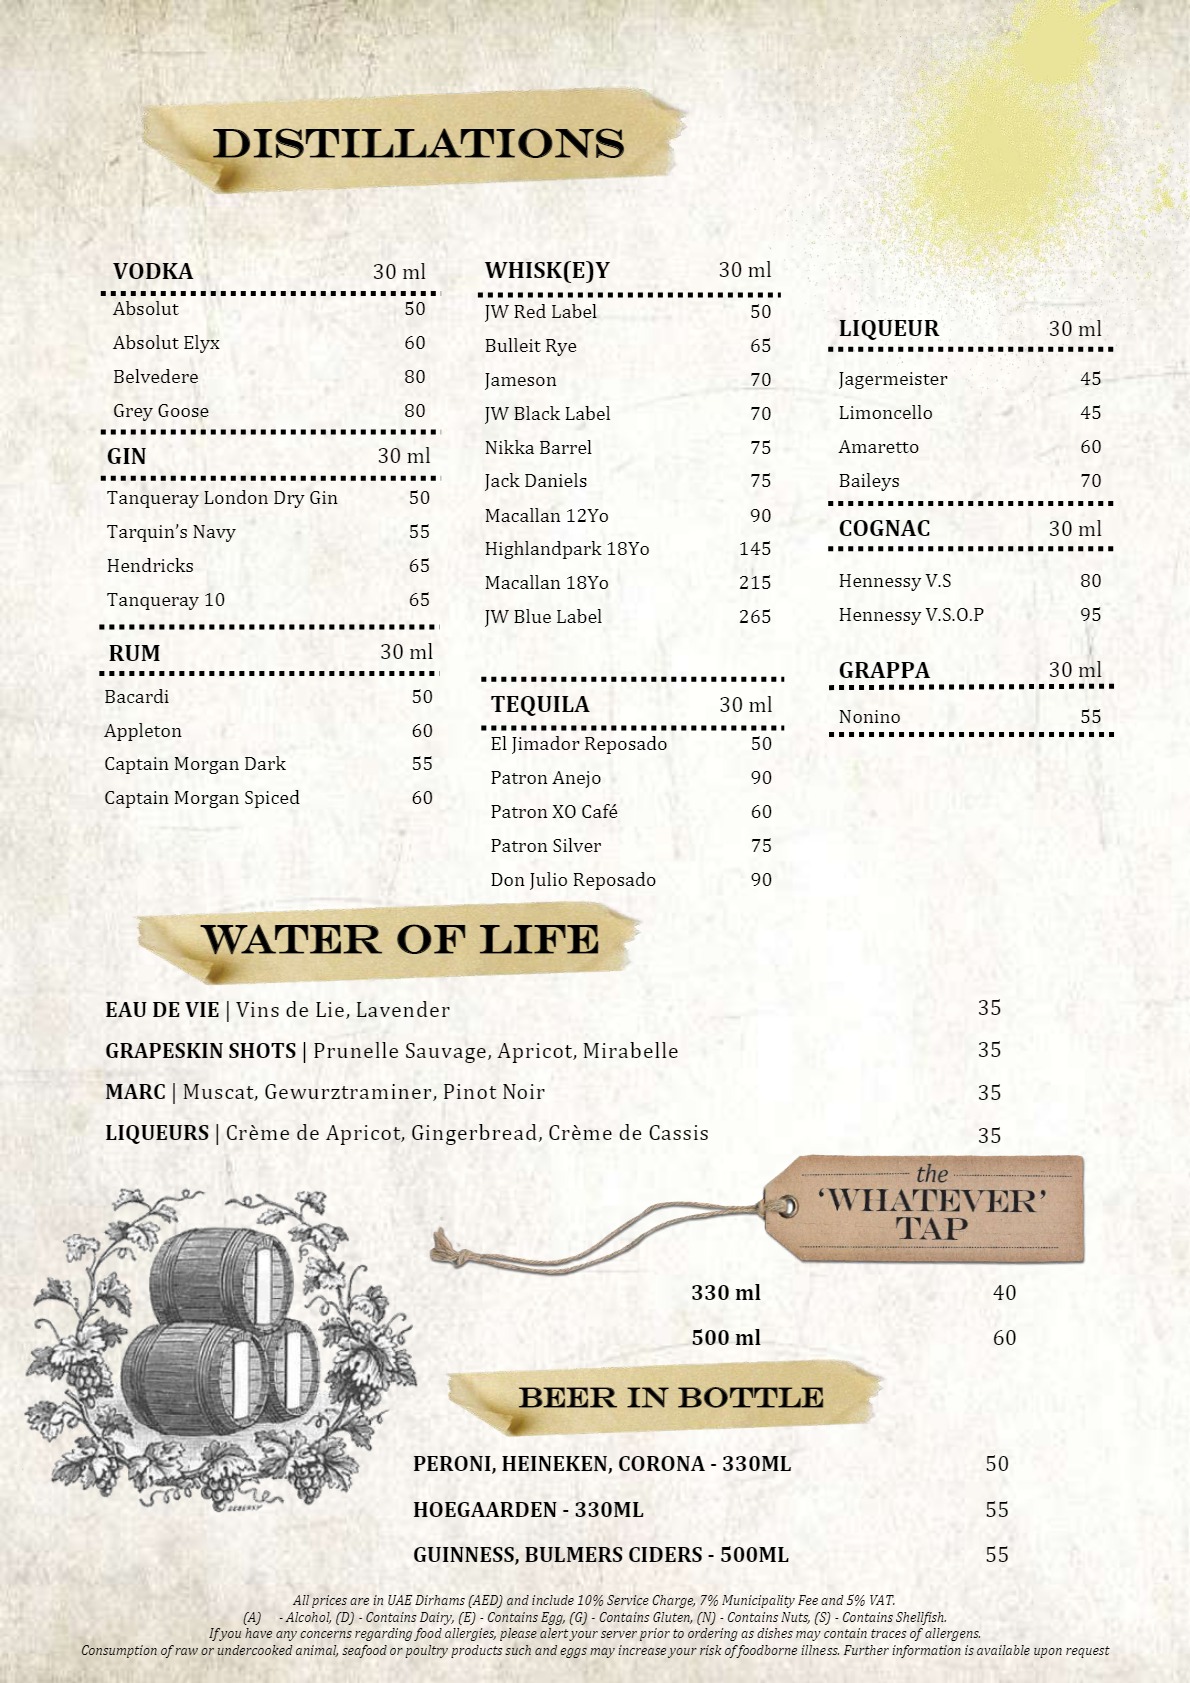 DISTILLATIONS
VODKA 30 ml
Absolut 50
Absolut Elyx 60
Belvedere 80
Grey Goose 80
GIN 30 ml
Tanqueray London Dry Gin 50
Tarquin’s Navy 55
Hendricks 65
Tanqueray 10 65
RUM 30 ml
Bacardi 50
Appleton 60
Captain Morgan Dark 55
Captain Morgan Spiced 60
WHISK(E)Y 30 ml
JW Red Label 50
Bulleit Rye 65
Jameson 70
JW Black Label 70
Nikka Barrel 75
Jack Daniels 75
Macallan 12Yo 90
Highlandpark 18Yo 145
Macallan 18Yo 215
JW Blue Label 265
TEQUILA 30 ml
El Jimador Reposado 50
Patron Anejo 90
Patron XO Café 60
Patron Silver 75
Don Julio Reposado 90
LIQUEUR 30 ml
Jagermeister 45
Limoncello 45
Amaretto 60
Baileys 70
COGNAC 30 ml
Hennessy V.S 80
Hennessy V.S.O.P 95
GRAPPA 30 ml
Nonino 55
WATER OF LIFE
EAU DE VIE | Vins de Lie, Lavender 35
GRAPESKIN SHOTS | Prunelle Sauvage, Apricot, Mirabelle 35
MARC | Muscat, Gewurztraminer, Pinot Noir 35
LIQUEURS | Crème de Apricot, Gingerbread, Crème de Cassis 35
the
‘WHATEVER’
TAP
330 ml 40
500 ml 60
BEER IN BOTTLE
PERONI, HEINEKEN, CORONA - 330ML 50
HOEGAARDEN - 330ML 55
GUINNESS, BULMERS CIDERS - 500ML 55
All prices are in UAE Dirhams (AED) and include 10% Service Charge, 7% Municipality Fee and 5% VAT.
(A) - Alcohol, (D) - Contains Dairy, (E) - Contains Egg, (G) - Contains Gluten, (N) - Contains Nuts, (S) - Contains Shellfish.
If you have any concerns regarding food allergies, please alert your server prior to ordering as dishes may contain traces of allergens.
Consumption of raw or undercooked animal, seafood or poultry products such and eggs may increase your risk of foodborne illness. Further information is available upon request